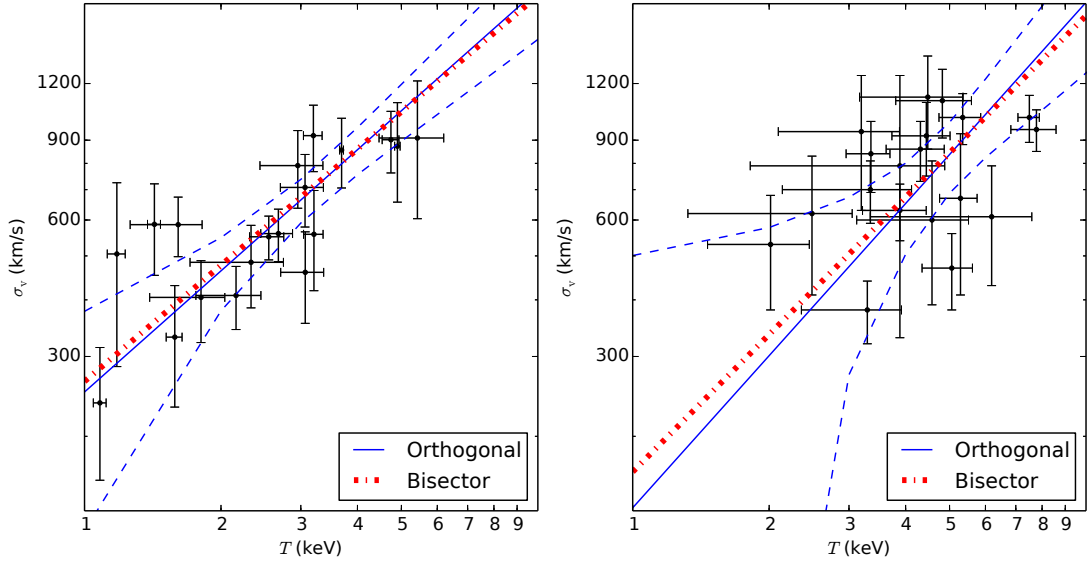 1200
900
600
300
σv (km/s)
1 2 3 4 5 6 7 8 9
T (keV)
Orthogonal
Bisector
1200
900
600
300
σv (km/s)
1 2 3 4 5 6 7 8 9
T (keV)
Orthogonal
Bisector